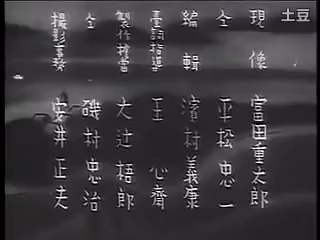 土豆
現像 富田重太郎
仝 平松忠一
編輯 濱村義康
臺詞指導 王心齋
製作擔當 大辻梧郎
仝 磯村忠治
撮影事務 安井正夫